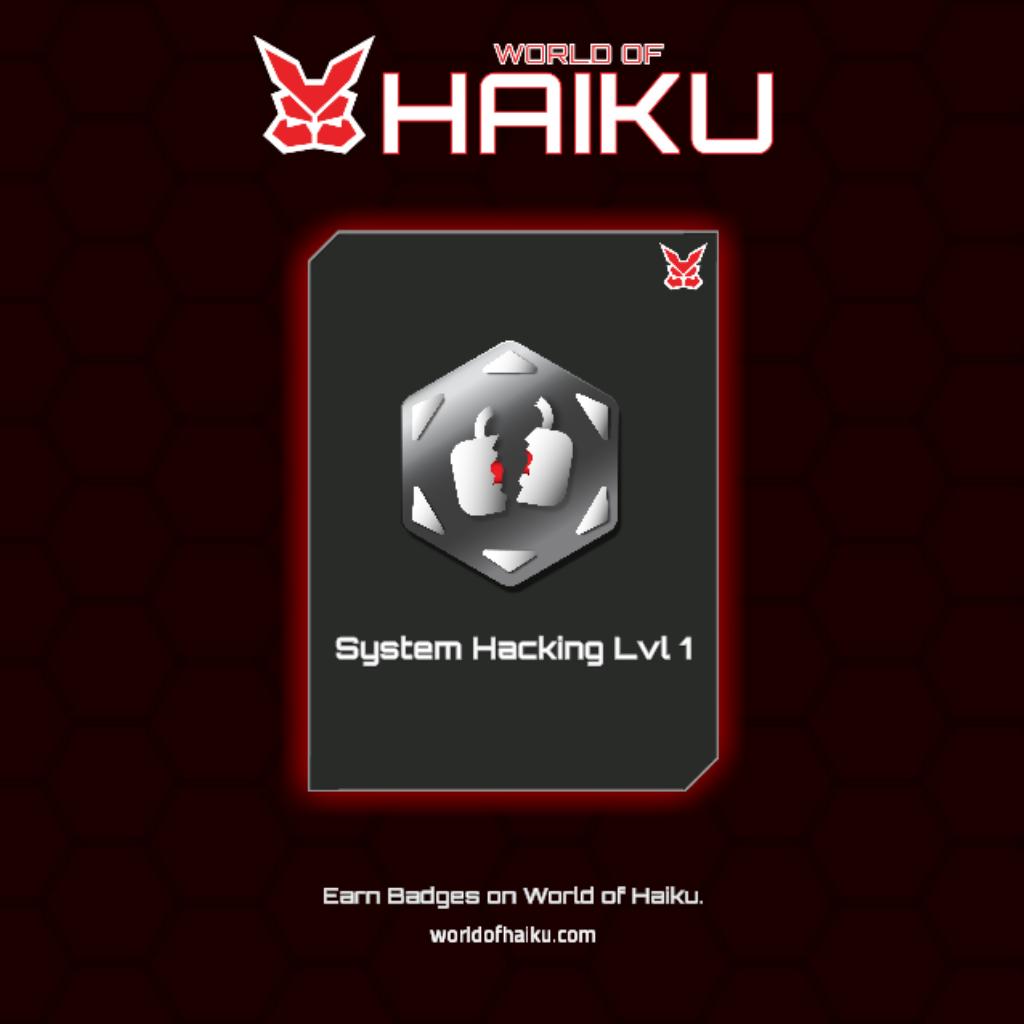 WORLD OF
HAIKU
System Hacking Lvl 1
Earn Badges on World of Haiku.
worldofhaiku.com